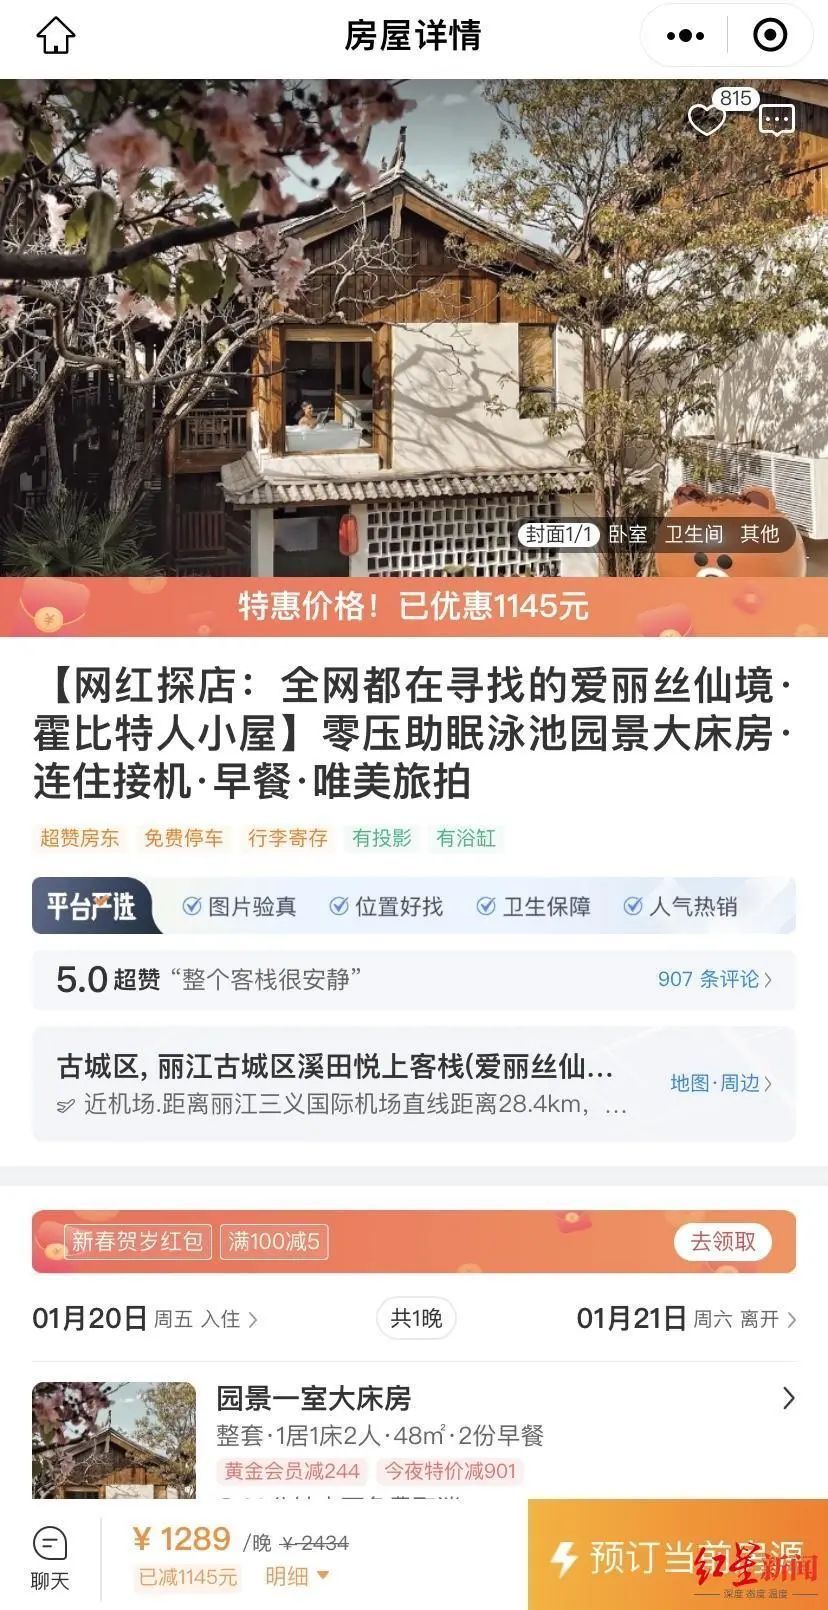 房屋详情
815
封面1/1 卧室 卫生间 其他
特惠价格！已优惠1145元
【网红探店：全网都在寻找的爱丽丝仙境·
霍比特人小屋】零压助眠泳池园景大床房·
连住接机·早餐·唯美旅拍
超赞房东 免费停车 行李寄存 有投影 有浴缸
平台严选 图片验真 位置好找 卫生保障 人气热销
5.0 超赞 “整个客栈很安静” 907 条评论
古城区, 丽江古城区溪田悦上客栈(爱丽丝仙...
近机场.距离丽江三义国际机场直线距离28.4km，... 地图·周边
新春贺岁红包 满100减5 去领取
01月20日 周五 入住 共1晚 01月21日 周六 离开
园景一室大床房
整套·1居1床2人·48㎡·2份早餐
黄金会员减244 今夜特价减901
¥ 1289 /晚 ¥ 2434
已减1145元 明细
聊天
预订当前房源
红星新闻
深度 态度 温度